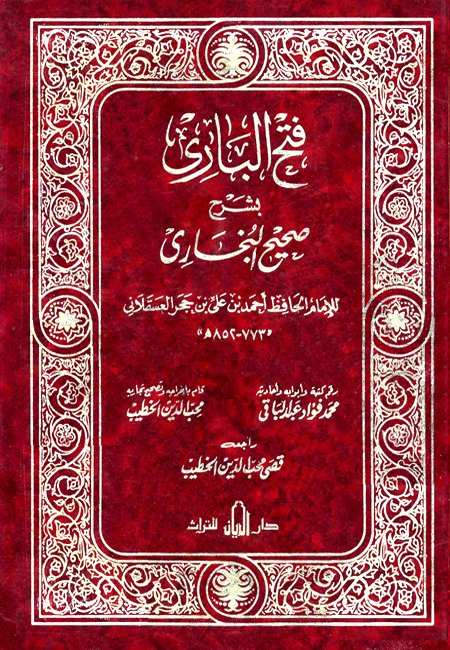 فتح الباري
بشرح
صحيح البخاري
للإمام الحافظ أحمد بن علي بن حجر العسقلاني
«٧٧٣-٨٥٢ھ»
رقم كتبه وأبوابه وأحاديثه
محمد فؤاد عبد الباقي
قام بإخراجه وتصحيح تجاربه
محب الدين الخطيب
راجعه
قصي محب الدين الخطيب
دار الريان للتراث